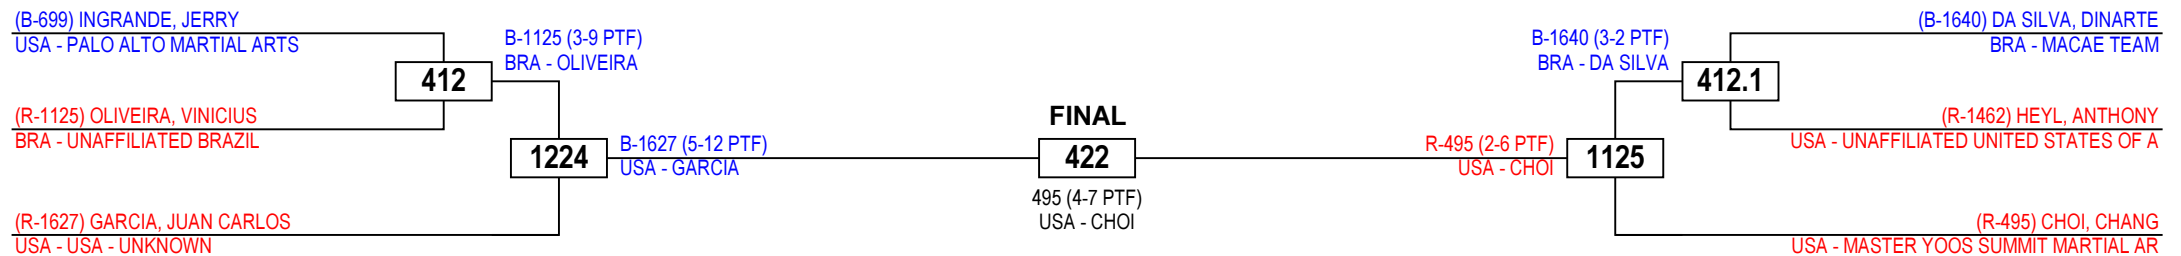 (B-699) INGRANDE, JERRY
USA - PALO ALTO MARTIAL ARTS
B-1125 (3-9 PTF)
BRA - OLIVEIRA
412
(R-1125) OLIVEIRA, VINICIUS
BRA - UNAFFILIATED BRAZIL
1224
B-1627 (5-12 PTF)
USA - GARCIA
(R-1627) GARCIA, JUAN CARLOS
USA - USA - UNKNOWN
FINAL
422
495 (4-7 PTF)
USA - CHOI
B-1640 (3-2 PTF)
BRA - DA SILVA
(B-1640) DA SILVA, DINARTE
BRA - MACAE TEAM
412.1
(R-1462) HEYL, ANTHONY
USA - UNAFFILIATED UNITED STATES OF A
R-495 (2-6 PTF)
USA - CHOI
1125
(R-495) CHOI, CHANG
USA - MASTER YOOS SUMMIT MARTIAL AR